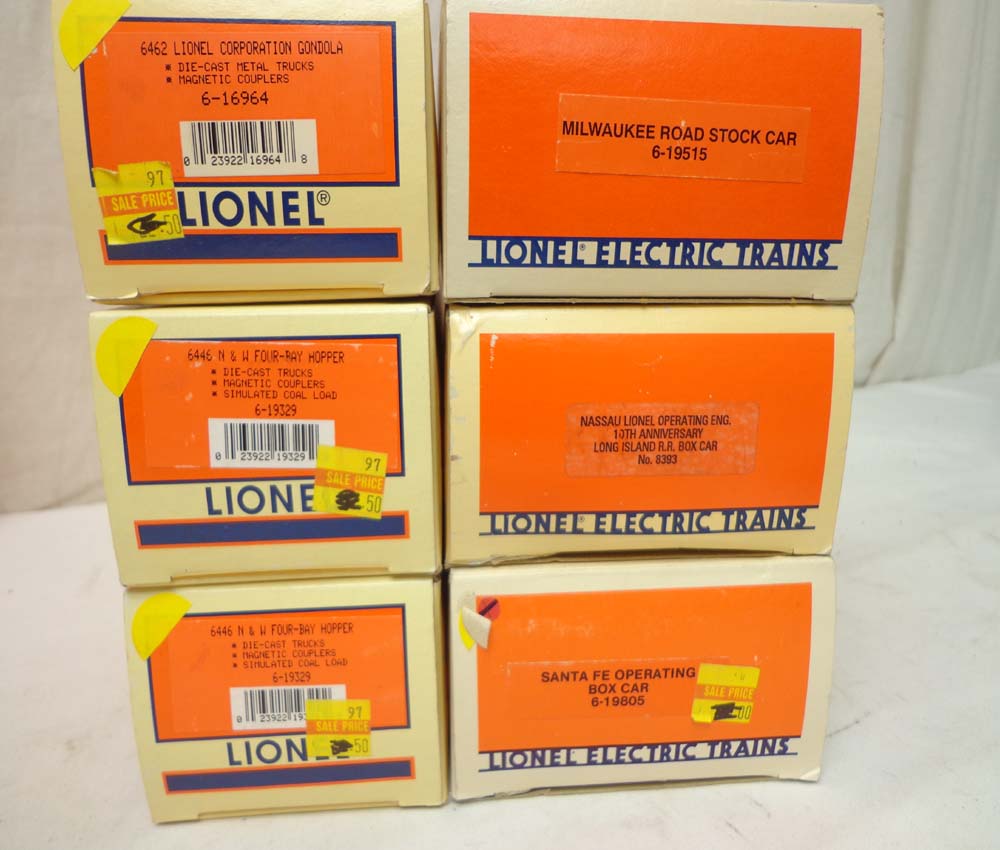 6462 LIONEL CORPORATION GONDOLA
* DIE-CAST METAL TRUCKS
* MAGNETIC COUPLERS
6-16964
0 23922 16964 8
97
SALE PRICE
50
LIONEL®
MILWAUKEE ROAD STOCK CAR
6-19515
LIONEL® ELECTRIC TRAINS
6446 N & W FOUR-BAY HOPPER
* DIE-CAST TRUCKS
* MAGNETIC COUPLERS
* SIMULATED COAL LOAD
6-19329
0 23922 19329
97
SALE PRICE
50
LIONE
NASSAU LIONEL OPERATING ENG.
10TH ANNIVERSARY
LONG ISLAND R.R. BOX CAR
No. 8393
LIONEL® ELECTRIC TRAINS
6446 N & W FOUR-BAY HOPPER
* DIE-CAST TRUCKS
* MAGNETIC COUPLERS
* SIMULATED COAL LOAD
6-19329
0 23922 193
97
SALE PRICE
50
LION
SANTA FE OPERATING
BOX CAR
6-19805
SALE PRICE
00
LIONEL ELECTRIC TRAINS